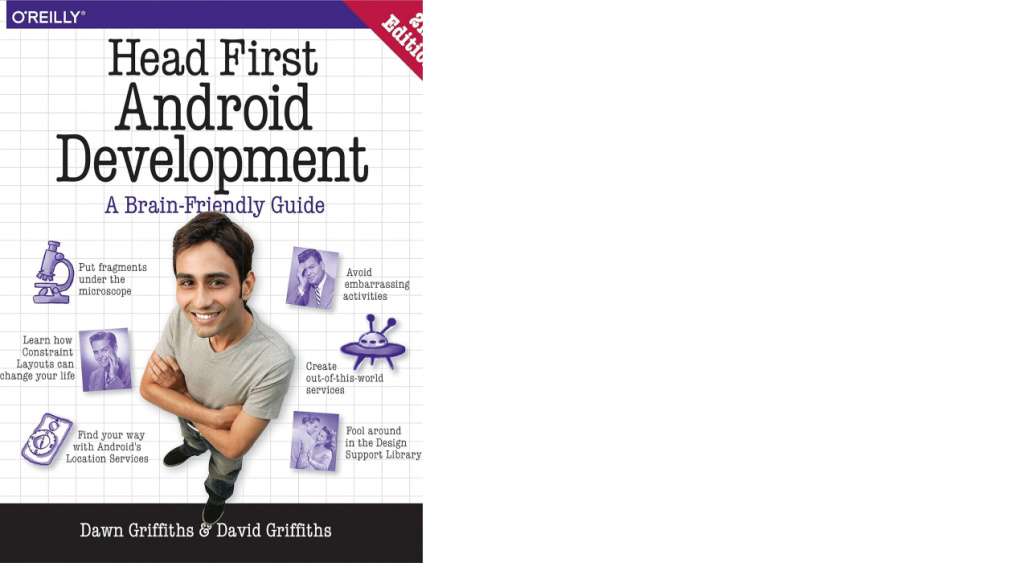 O'REILLY®
Edition
Head First
Android
Development
A Brain-Friendly Guide
Put fragments
under the
microscope
Avoid
embarrassing
activities
Learn how
Constraint
Layouts can
change your life
Create
out-of-this-world
services
Find your way
with Android's
Location Services
Fool around
in the Design
Support Library
Dawn Griffiths & David Griffiths